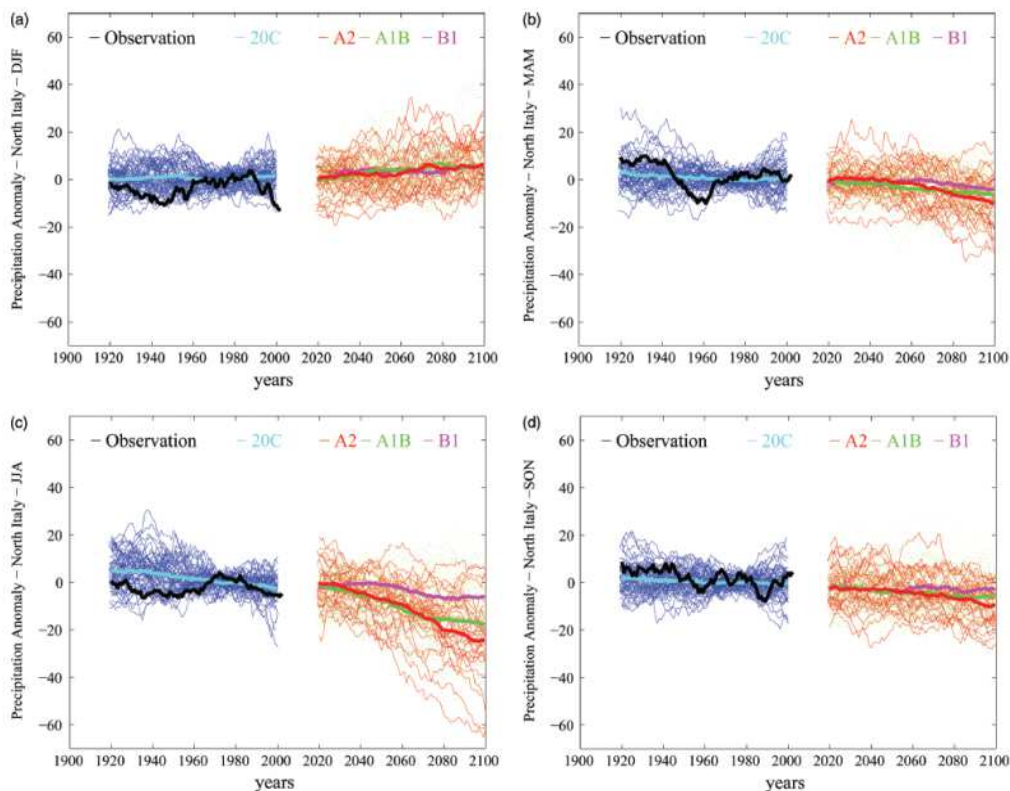 (a)
Precipitation Anomaly – North Italy – DJF
Observation 20C A2 A1B B1
60
40
20
0
−20
−40
−60
1900 1920 1940 1960 1980 2000 2020 2040 2060 2080 2100
years
(b)
Precipitation Anomaly – North Italy – MAM
Observation 20C A2 A1B B1
60
40
20
0
−20
−40
−60
1900 1920 1940 1960 1980 2000 2020 2040 2060 2080 2100
years
(c)
Precipitation Anomaly – North Italy – JJA
Observation 20C A2 A1B B1
60
40
20
0
−20
−40
−60
1900 1920 1940 1960 1980 2000 2020 2040 2060 2080 2100
years
(d)
Precipitation Anomaly – North Italy –SON
Observation 20C A2 A1B B1
60
40
20
0
−20
−40
−60
1900 1920 1940 1960 1980 2000 2020 2040 2060 2080 2100
years